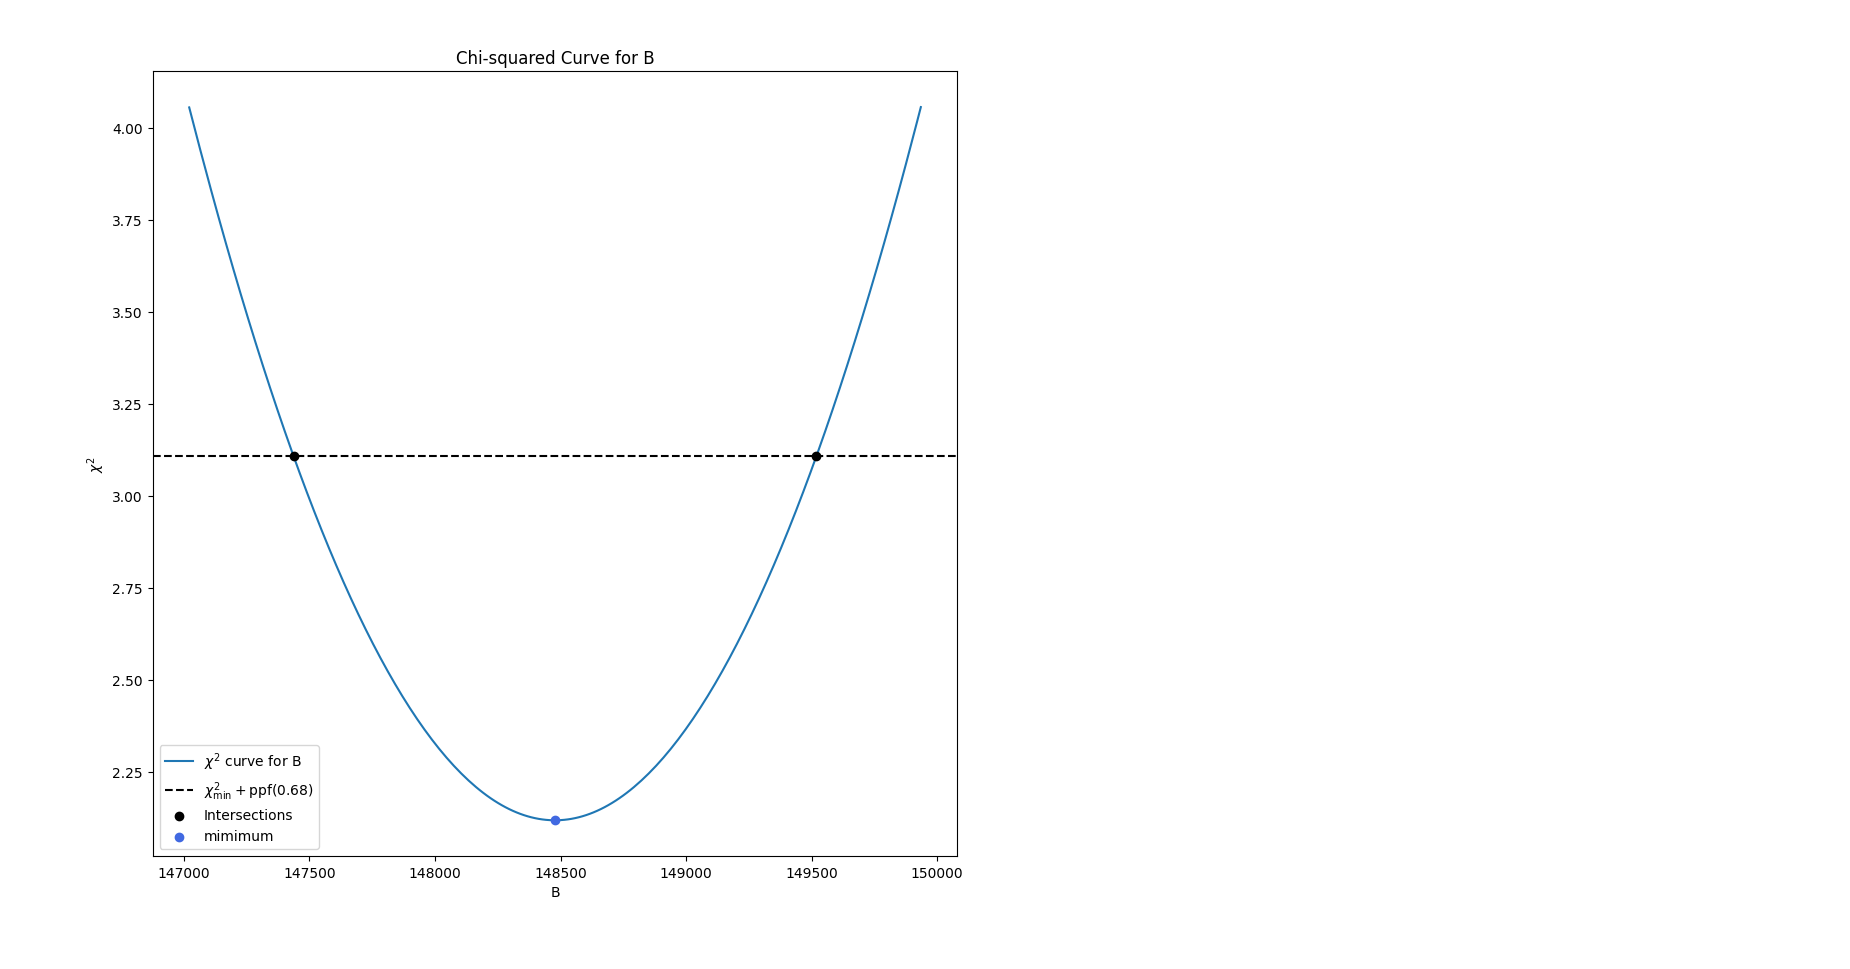 Chi-squared Curve for B
4.00
3.75
3.50
3.25
3.00
2.75
2.50
2.25
χ²
χ² curve for B
χ²min + ppf(0.68)
Intersections
mimimum
147000 147500 148000 148500 149000 149500 150000
B